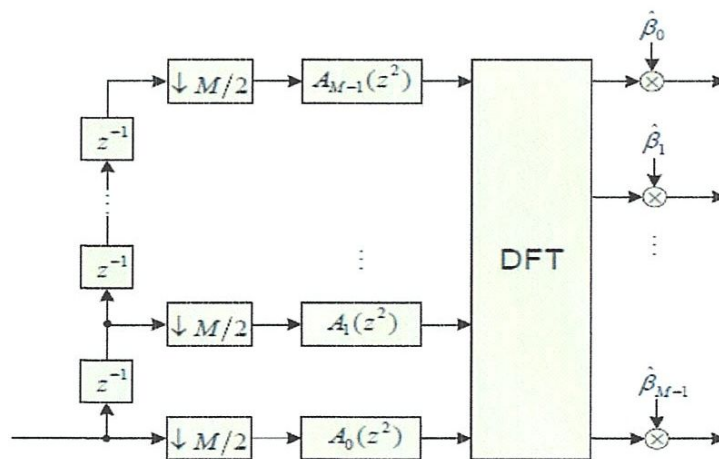 β̂₀
↓ M/2 A_{M−1}(z²)
z⁻¹
β̂₁
⋮
z⁻¹
⋮
⋮
DFT
↓ M/2 A₁(z²)
z⁻¹
β̂_{M−1}
↓ M/2 A₀(z²)